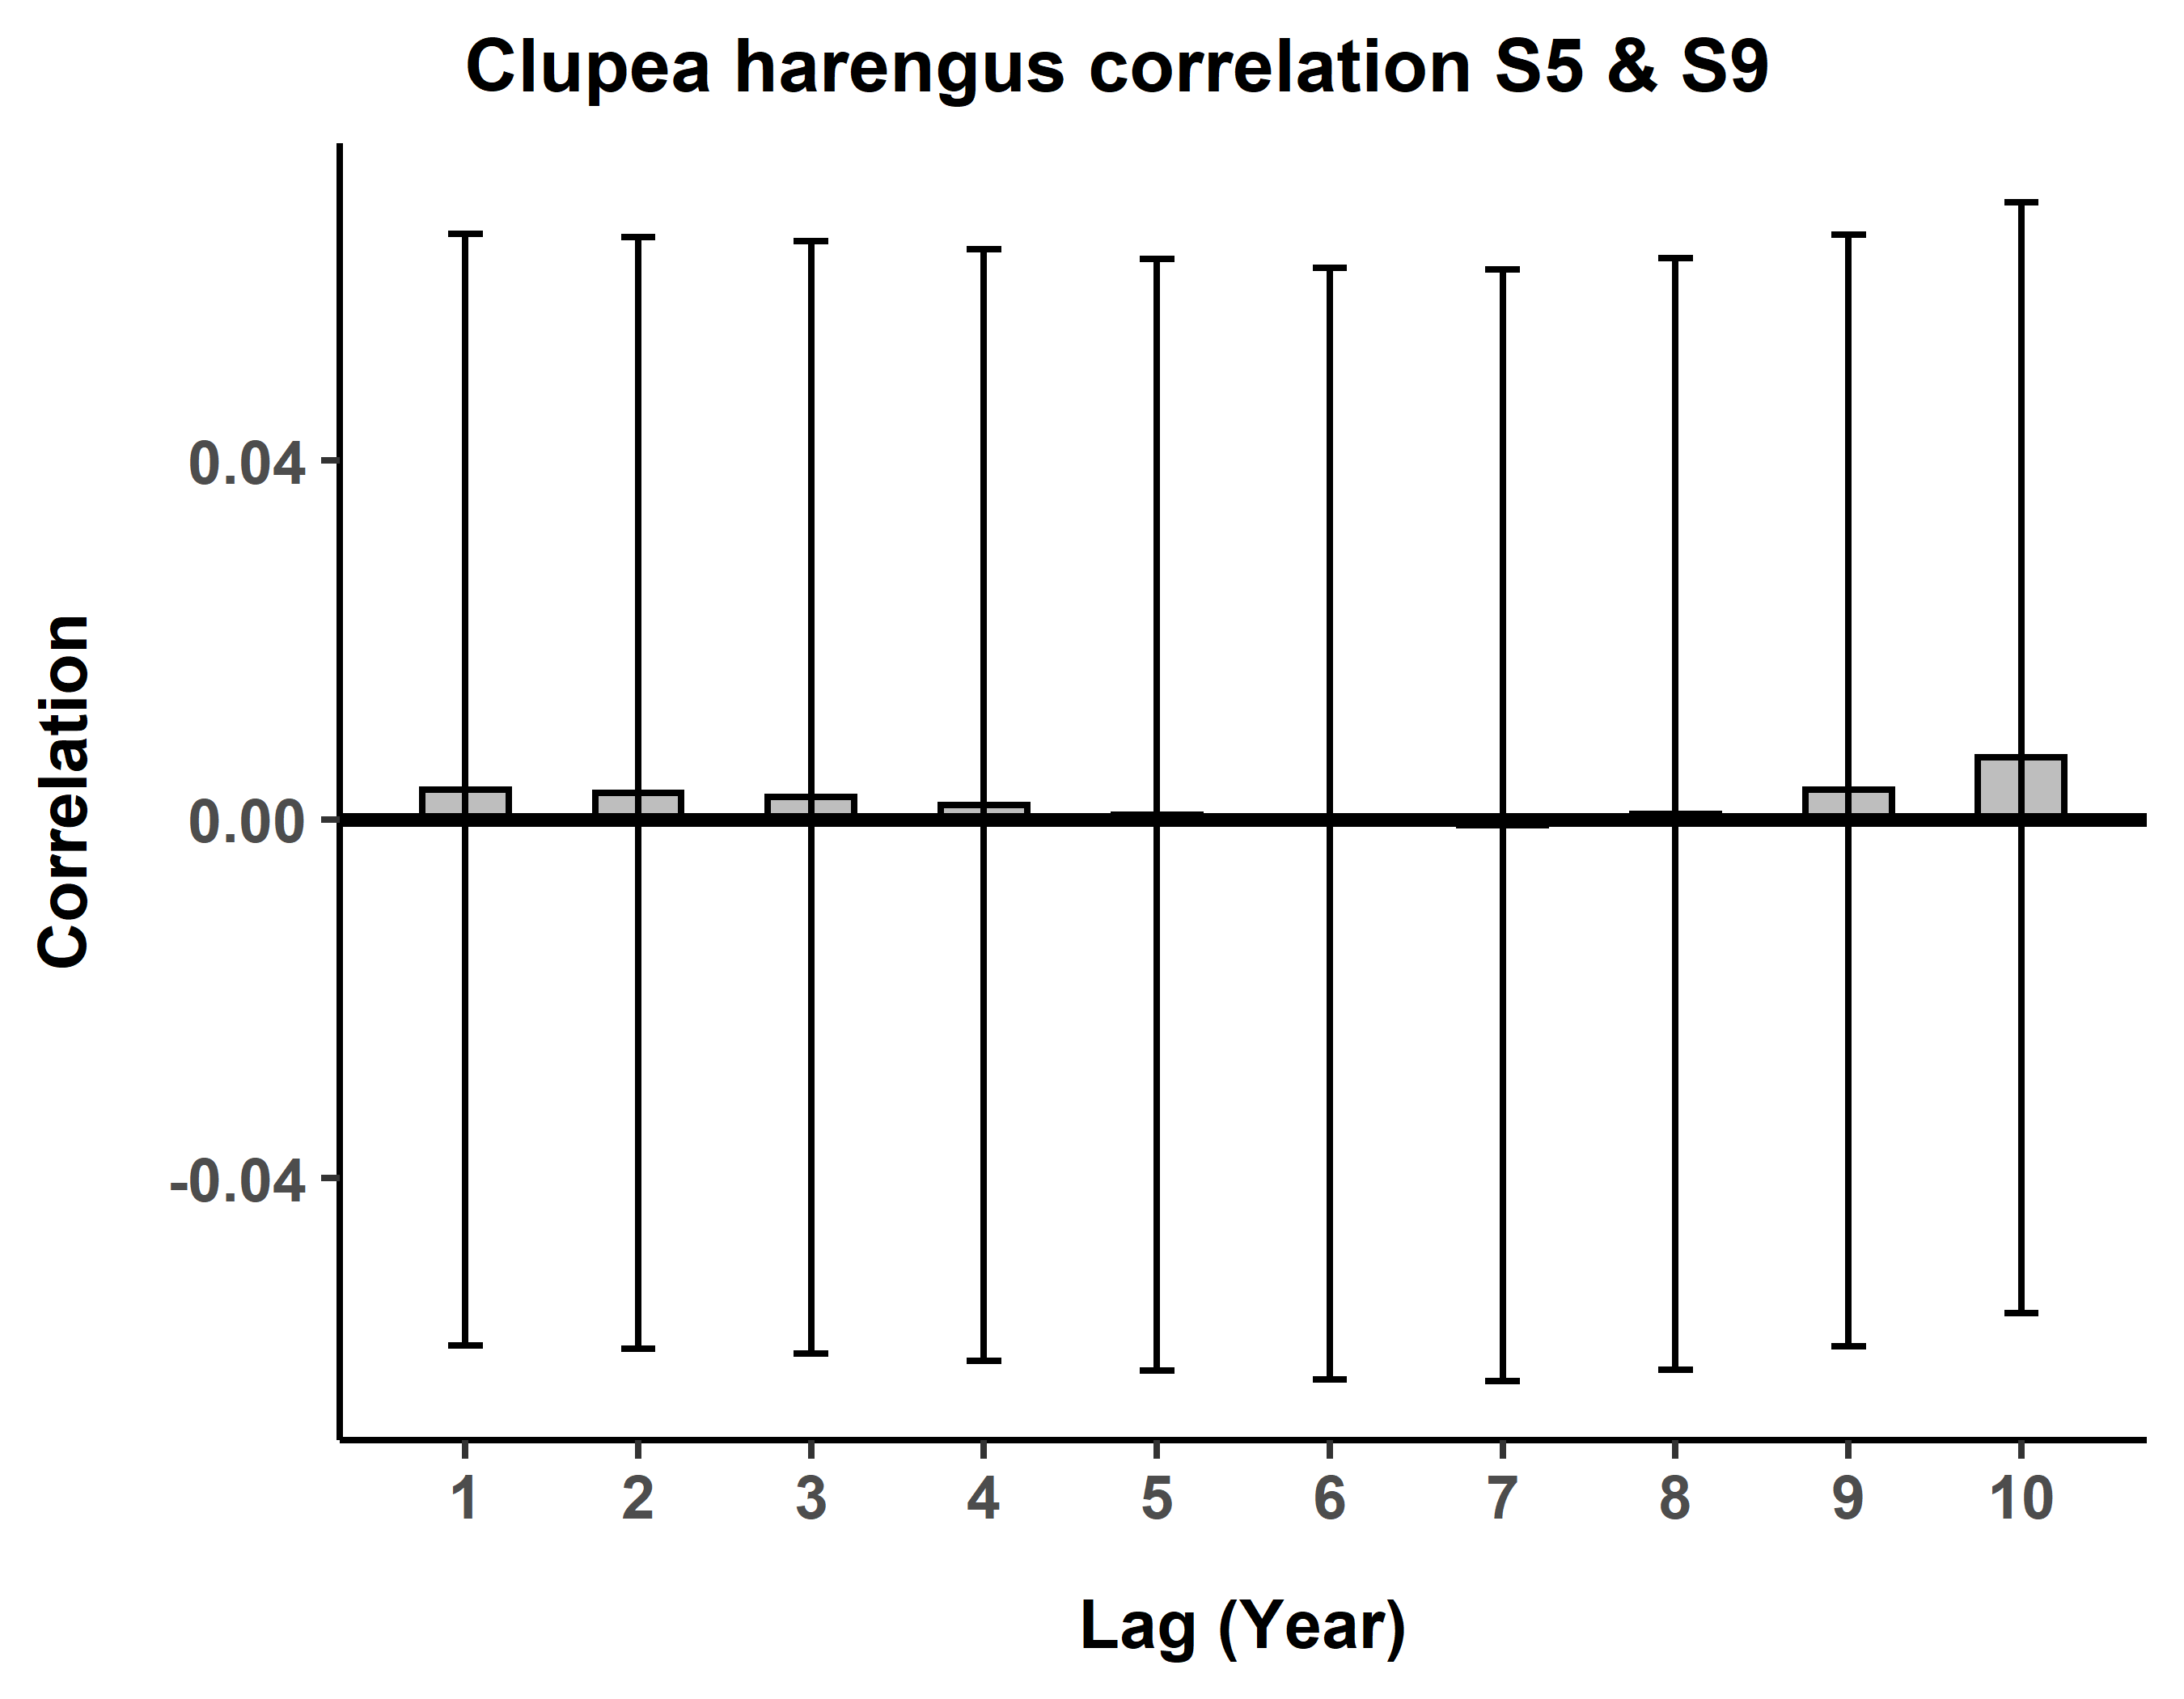 Clupea harengus correlation S5 & S9
Correlation
0.04
0.00
-0.04
1 2 3 4 5 6 7 8 9 10
Lag (Year)